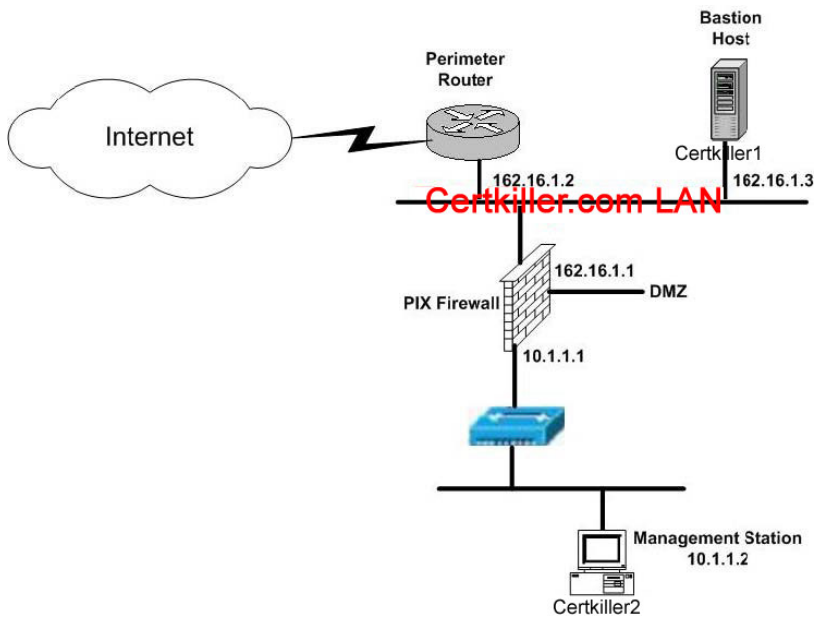 Bastion
Host
Perimeter
Router
Internet
Certkiller1
162.16.1.2
162.16.1.3
Certkiller.com LAN
162.16.1.1
PIX Firewall
DMZ
10.1.1.1
Management Station
10.1.1.2
Certkiller2